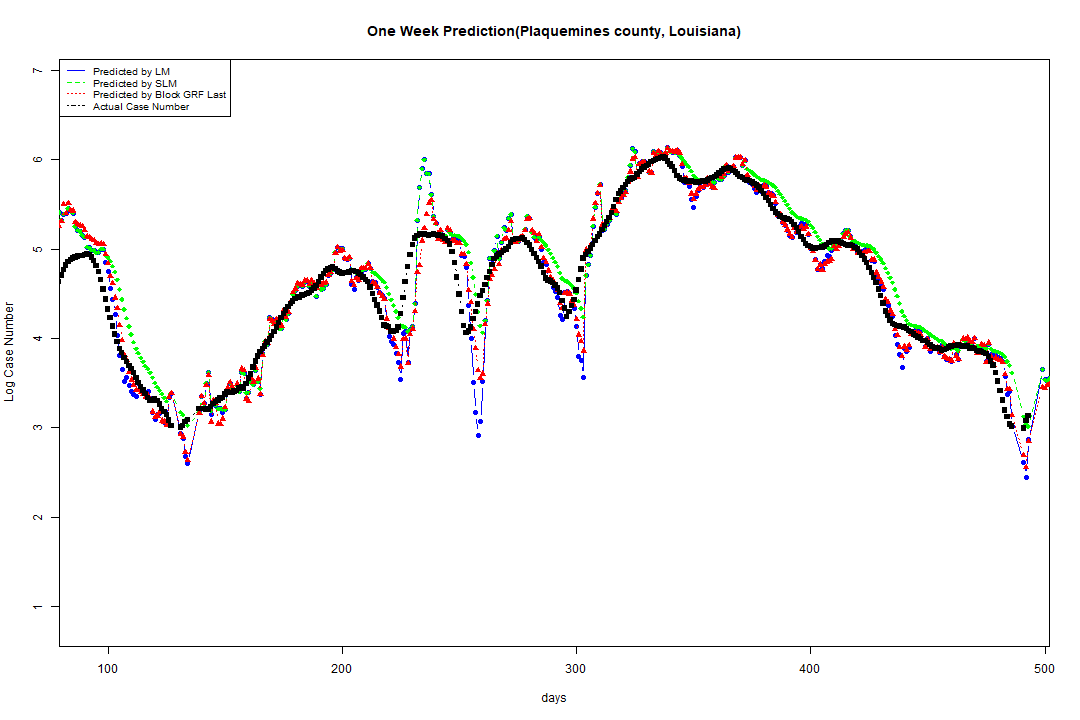 One Week Prediction(Plaquemines county, Louisiana)
Predicted by LM
Predicted by SLM
Predicted by Block GRF Last
Actual Case Number
7
6
5
4
3
2
1
Log Case Number
100 200 300 400 500
days